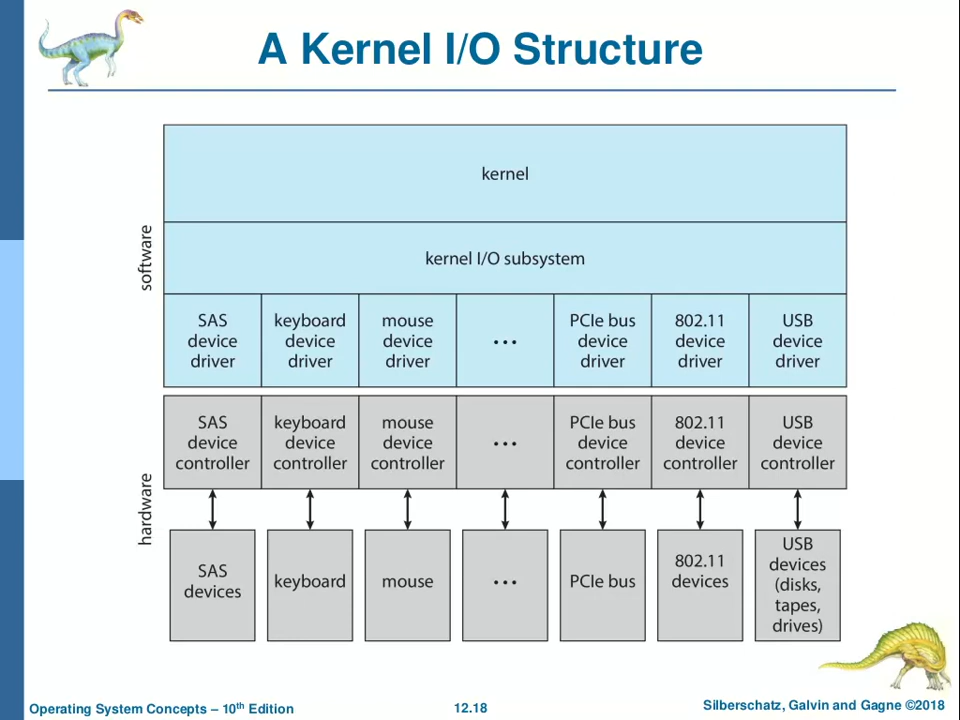 A Kernel I/O Structure
software
kernel
kernel I/O subsystem
SAS
device
driver
keyboard
device
driver
mouse
device
driver
•••
PCIe bus
device
driver
802.11
device
driver
USB
device
driver
hardware
SAS
device
controller
keyboard
device
controller
mouse
device
controller
•••
PCIe bus
device
controller
802.11
device
controller
USB
device
controller
SAS
devices
keyboard
mouse
•••
PCIe bus
802.11
devices
USB
devices
(disks,
tapes,
drives)
Operating System Concepts – 10th Edition
12.18
Silberschatz, Galvin and Gagne ©2018